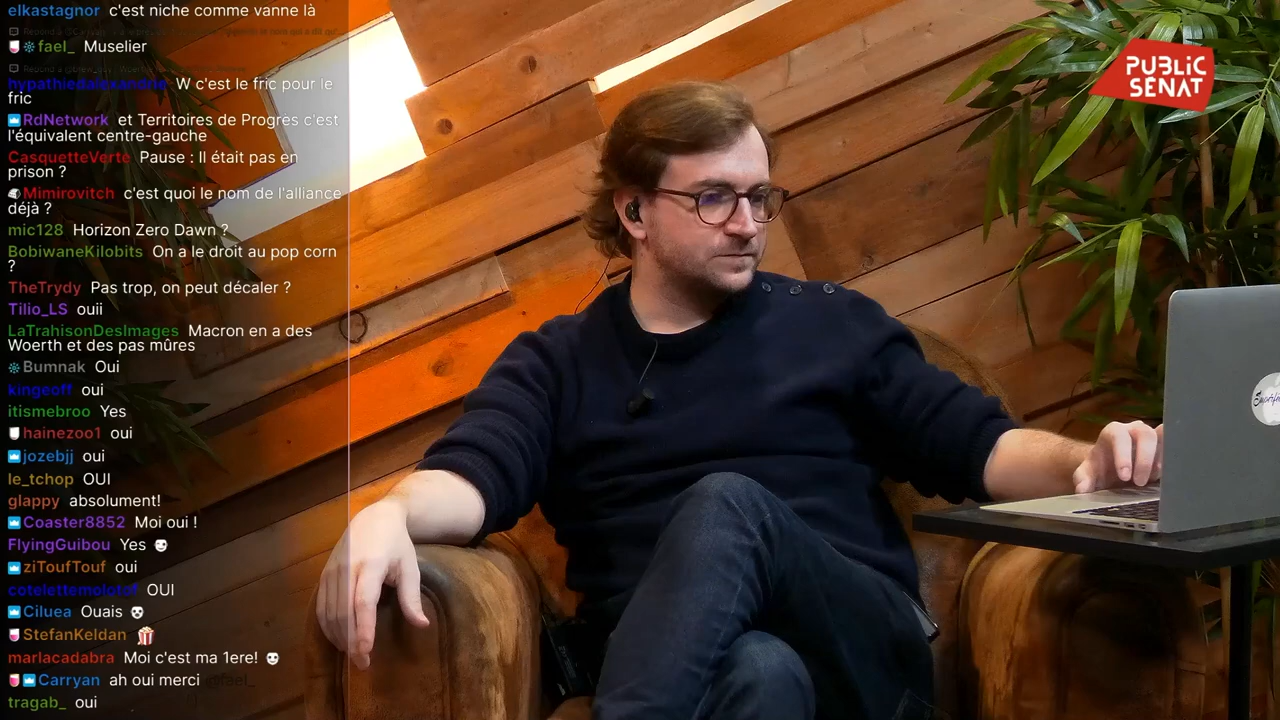 elkastagnor c'est niche comme vanne là
fael_ Muselier
hypathiedalexandrie W c'est le fric pour le
fric
RdNetwork et Territoires de Progrès c'est
l'équivalent centre-gauche
CasquetteVerte Pause : Il était pas en
prison ?
Mimirovitch c'est quoi le nom de l'alliance
déjà ?
mic128 Horizon Zero Dawn ?
BobiwaneKilobits On a le droit au pop corn
?
TheTrydy Pas trop, on peut décaler ?
Tilio_LS ouii
LaTrahisonDesImages Macron en a des
Woerth et des pas mûres
Bumnak Oui
kingeoff oui
itismebroo Yes
hainezoo1 oui
jozebjj oui
le_tchop OUI
glappy absolument!
Coaster8852 Moi oui !
FlyingGuibou Yes
ziToufTouf oui
cotelettemolotof OUI
Ciluea Ouais
StefanKeldan
marlacadabra Moi c'est ma 1ere!
Carryan ah oui merci @fael_
tragab_ oui
PUBLIC
SÉNAT